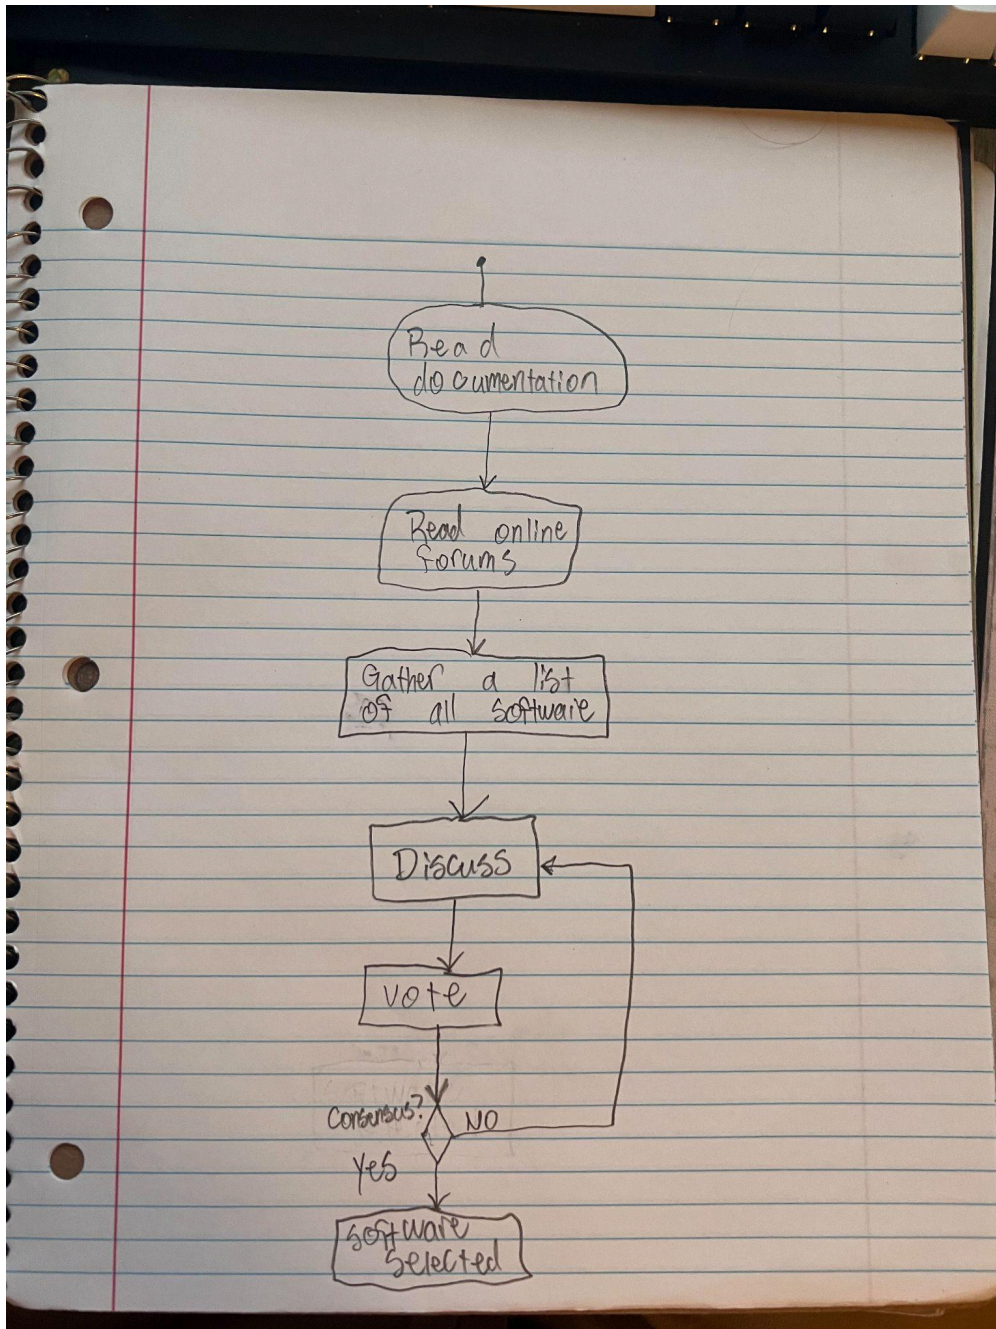 Read
documentation
Read online
forums
Gather a list
of all software
Discuss
vote
Consensus?
NO
Yes
Software
Selected